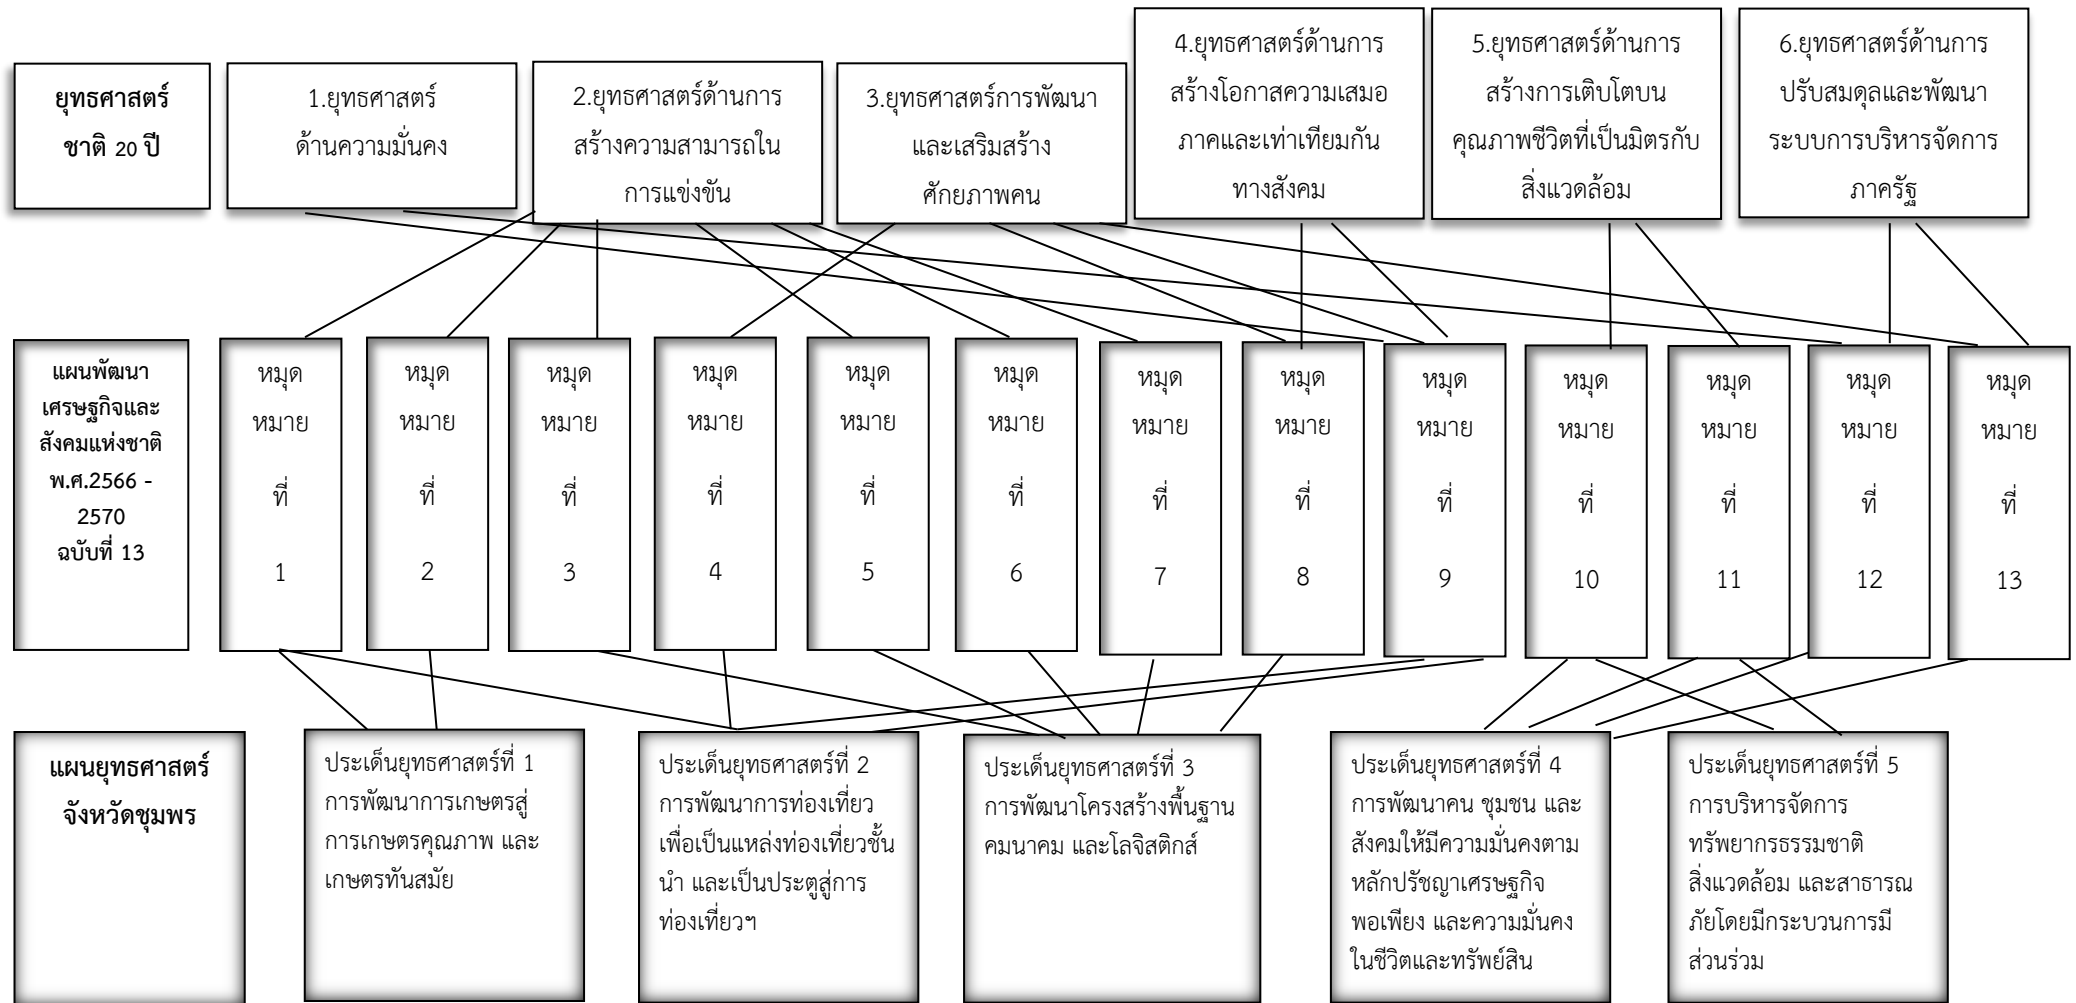 ยุทธศาสตร์
ชาติ 20 ปี
1.ยุทธศาสตร์
ด้านความมั่นคง
2.ยุทธศาสตร์ด้านการ
สร้างความสามารถใน
การแข่งขัน
3.ยุทธศาสตร์การพัฒนา
และเสริมสร้าง
ศักยภาพคน
4.ยุทธศาสตร์ด้านการ
สร้างโอกาสความเสมอ
ภาคและเท่าเทียมกัน
ทางสังคม
5.ยุทธศาสตร์ด้านการ
สร้างการเติบโตบน
คุณภาพชีวิตที่เป็นมิตรกับ
สิ่งแวดล้อม
6.ยุทธศาสตร์ด้านการ
ปรับสมดุลและพัฒนา
ระบบการบริหารจัดการ
ภาครัฐ
แผนพัฒนา
เศรษฐกิจและ
สังคมแห่งชาติ
พ.ศ.2566 -
2570
ฉบับที่ 13
หมุด
หมาย
ที่
1
หมุด
หมาย
ที่
2
หมุด
หมาย
ที่
3
หมุด
หมาย
ที่
4
หมุด
หมาย
ที่
5
หมุด
หมาย
ที่
6
หมุด
หมาย
ที่
7
หมุด
หมาย
ที่
8
หมุด
หมาย
ที่
9
หมุด
หมาย
ที่
10
หมุด
หมาย
ที่
11
หมุด
หมาย
ที่
12
หมุด
หมาย
ที่
13
แผนยุทธศาสตร์
จังหวัดชุมพร
ประเด็นยุทธศาสตร์ที่ 1
การพัฒนาการเกษตรสู่
การเกษตรคุณภาพ และ
เกษตรทันสมัย
ประเด็นยุทธศาสตร์ที่ 2
การพัฒนาการท่องเที่ยว
เพื่อเป็นแหล่งท่องเที่ยวชั้น
นำ และเป็นประตูสู่การ
ท่องเที่ยวฯ
ประเด็นยุทธศาสตร์ที่ 3
การพัฒนาโครงสร้างพื้นฐาน
คมนาคม และโลจิสติกส์
ประเด็นยุทธศาสตร์ที่ 4
การพัฒนาคน ชุมชน และ
สังคมให้มีความมั่นคงตาม
หลักปรัชญาเศรษฐกิจ
พอเพียง และความมั่นคง
ในชีวิตและทรัพย์สิน
ประเด็นยุทธศาสตร์ที่ 5
การบริหารจัดการ
ทรัพยากรธรรมชาติ
สิ่งแวดล้อม และสาธารณ
ภัยโดยมีกระบวนการมี
ส่วนร่วม